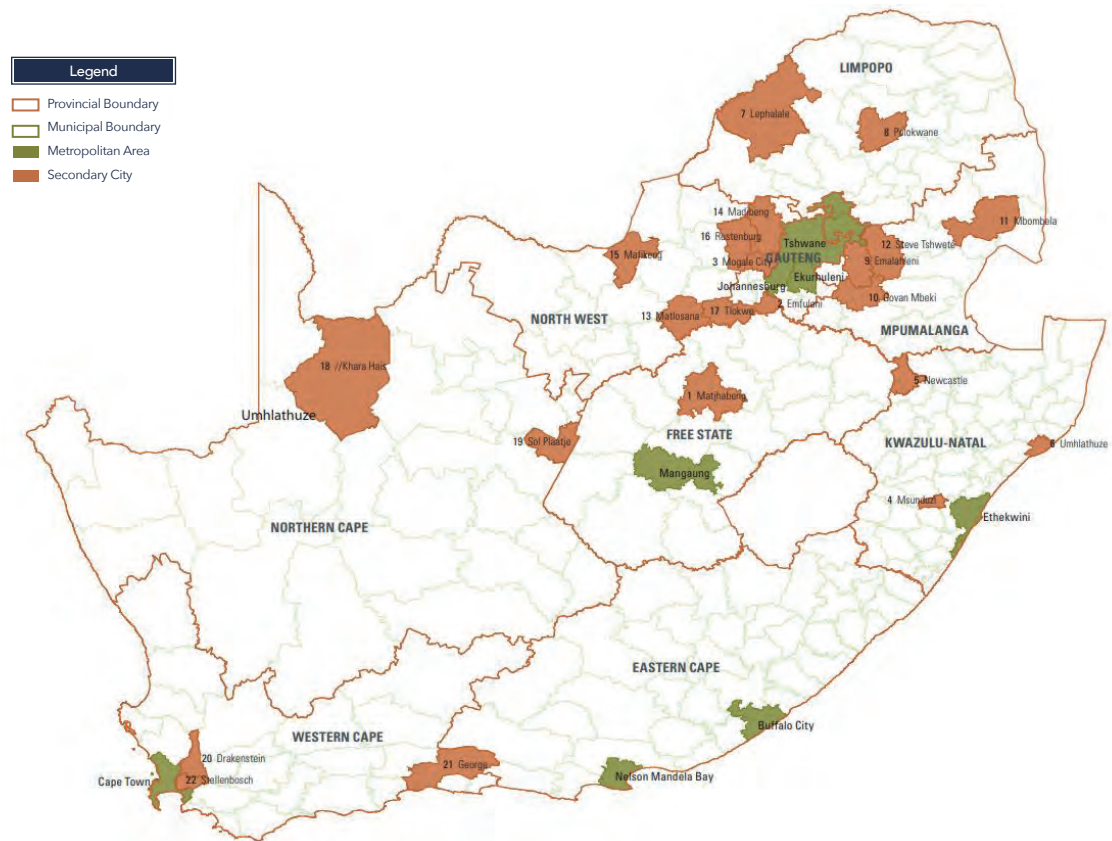 Legend
Provincial Boundary
Municipal Boundary
Metropolitan Area
Secondary City
LIMPOPO
7 Lephalale
8 Polokwane
14 Madibeng
11 Mbombela
16 Rustenburg
Tshwane
12 Steve Tshwete
15 Mafikeng
3 Mogale City
GAUTENG
9 Emalahleni
Ekurhuleni
Johannesburg
10 Govan Mbeki
2 Emfuleni
13 Matlosana
17 Tlokwe
NORTH WEST
MPUMALANGA
18 //Khara Hais
5 Newcastle
1 Matjhabeng
Umhlathuze
FREE STATE
19 Sol Plaatje
KWAZULU-NATAL
6 Umhlathuze
Mangaung
4 Msunduzi
Ethekwini
NORTHERN CAPE
EASTERN CAPE
Buffalo City
WESTERN CAPE
20 Drakenstein
21 George
Cape Town
22 Stellenbosch
Nelson Mandela Bay